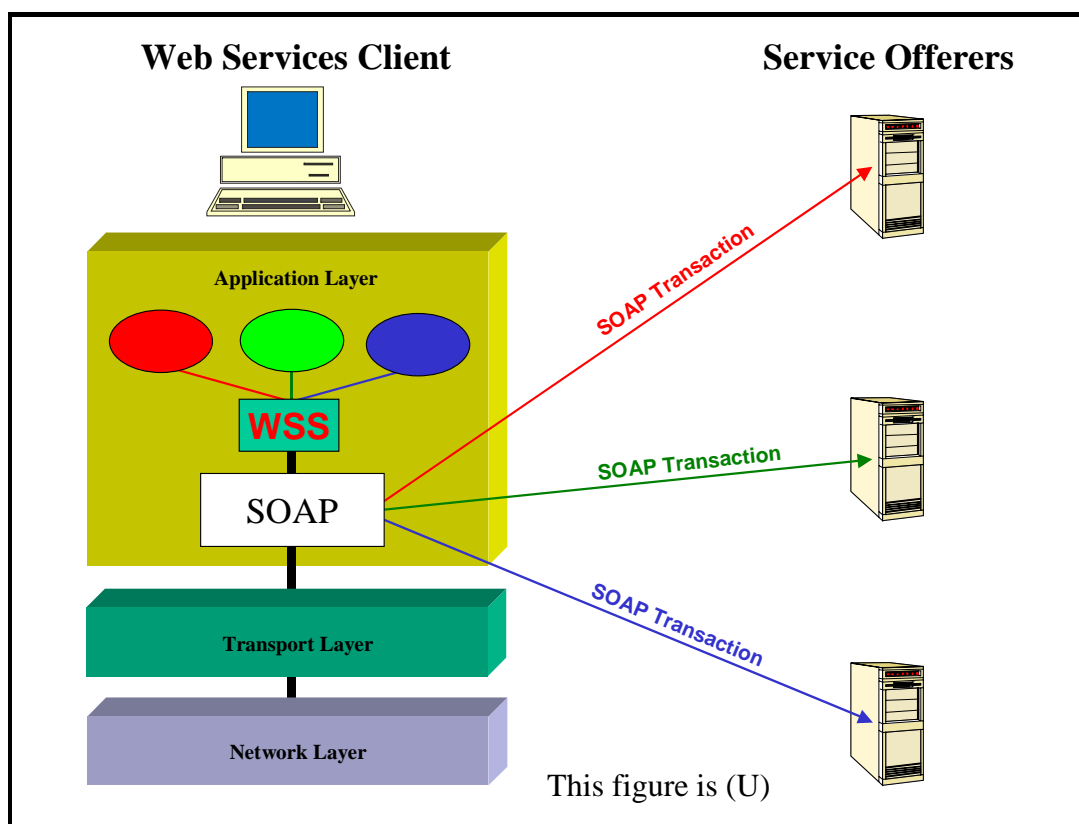 Web Services Client
Service Offerers
Application Layer
WSS
SOAP
SOAP Transaction
SOAP Transaction
SOAP Transaction
Transport Layer
Network Layer
This figure is (U)